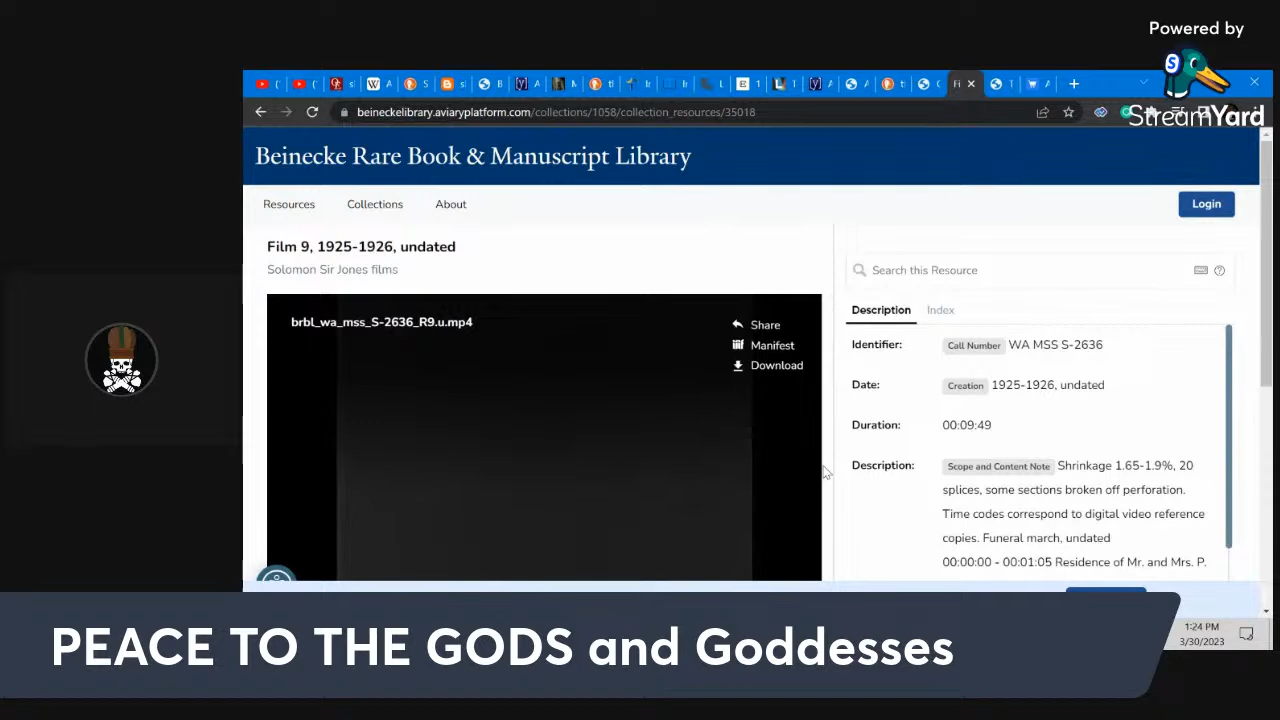 Powered by
StreamYard
beineckelibrary.aviaryplatform.com/collections/1058/collection_resources/35018
Beinecke Rare Book & Manuscript Library
Resources
Collections
About
Login
Film 9, 1925-1926, undated
Solomon Sir Jones films
brbl_wa_mss_S-2636_R9.u.mp4
Share
Manifest
Download
Search this Resource
Description
Index
Identifier:
Call Number WA MSS S-2636
Date:
Creation 1925-1926, undated
Duration:
00:09:49
Description:
Scope and Content Note Shrinkage 1.65-1.9%, 20
splices, some sections broken off perforation.
Time codes correspond to digital video reference
copies. Funeral march, undated
00:00:00 - 00:01:05 Residence of Mr. and Mrs. P.
PEACE TO THE GODS and Goddesses
1:24 PM
3/30/2023